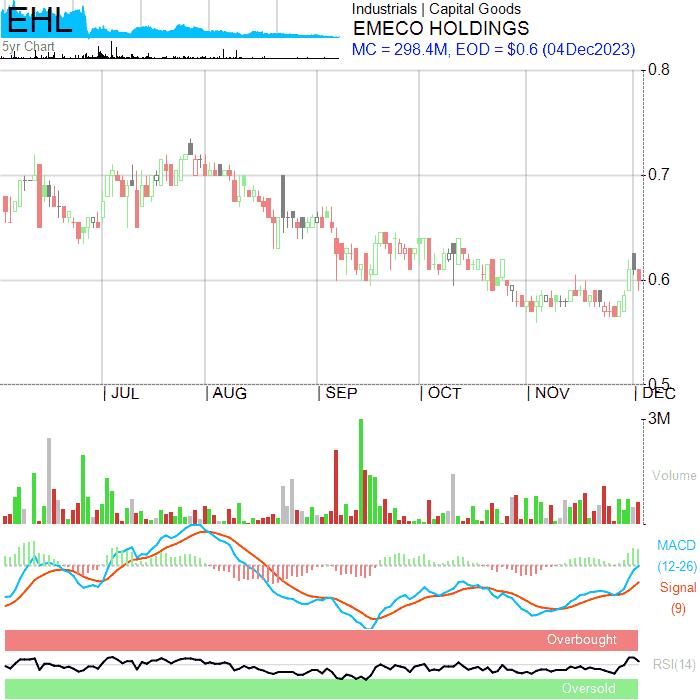 EHL
5yr Chart
Industrials | Capital Goods
EMECO HOLDINGS
MC = 298.4M, EOD = $0.6 (04Dec2023)
0.8
0.7
0.6
0.5
JUL AUG SEP OCT NOV DEC
3M
Volume
MACD
(12-26)
Signal
(9)
Overbought
RSI(14)
Oversold